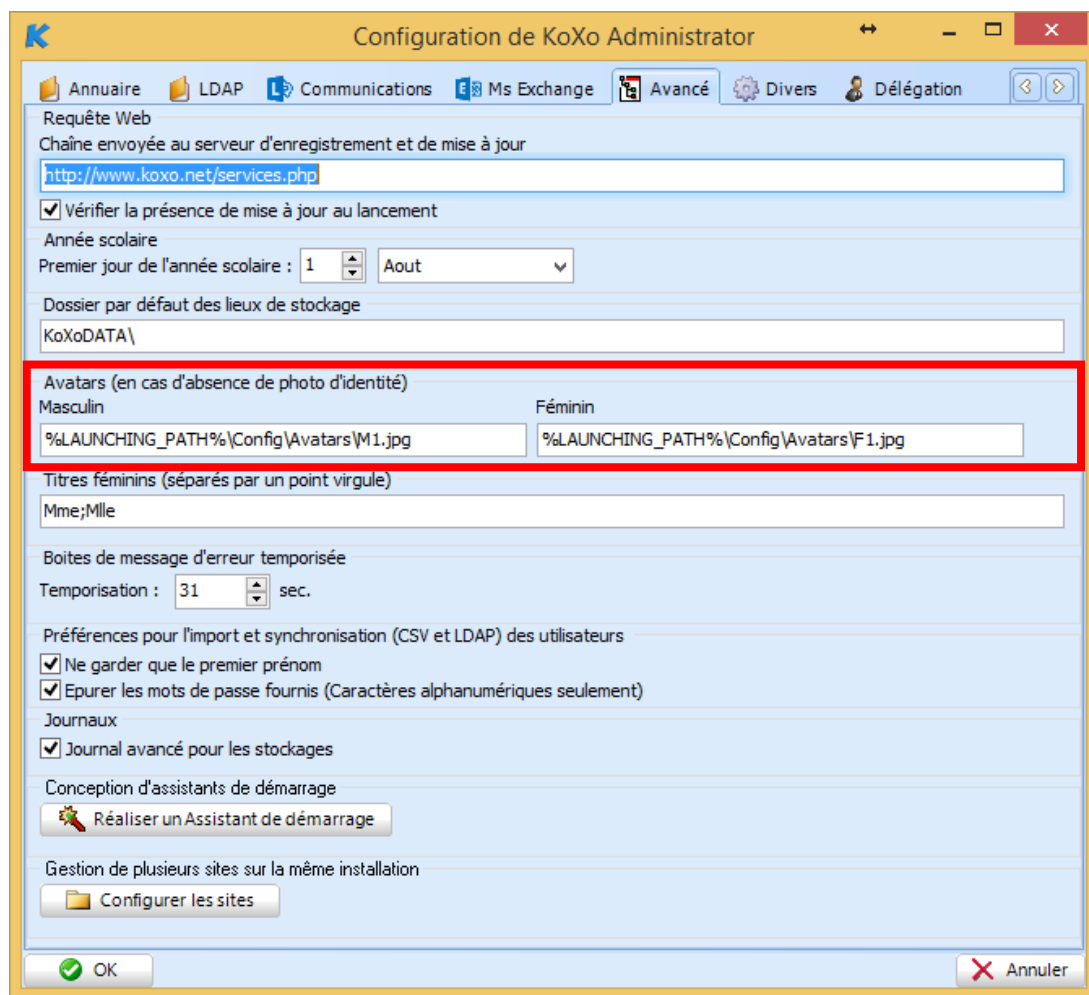 Configuration de KoXo Administrator
Annuaire LDAP Communications Ms Exchange Avancé Divers Délégation
Requête Web
Chaîne envoyée au serveur d'enregistrement et de mise à jour
http://www.koxo.net/services.php
Vérifier la présence de mise à jour au lancement
Année scolaire
Premier jour de l'année scolaire : 1 Aout
Dossier par défaut des lieux de stockage
KoXoDATA\
Avatars (en cas d'absence de photo d'identité)
Masculin Féminin
%LAUNCHING_PATH%\Config\Avatars\M1.jpg %LAUNCHING_PATH%\Config\Avatars\F1.jpg
Titres féminins (séparés par un point virgule)
Mme;Mlle
Boites de message d'erreur temporisée
Temporisation : 31 sec.
Préférences pour l'import et synchronisation (CSV et LDAP) des utilisateurs
Ne garder que le premier prénom
Epurer les mots de passe fournis (Caractères alphanumériques seulement)
Journaux
Journal avancé pour les stockages
Conception d'assistants de démarrage
Réaliser un Assistant de démarrage
Gestion de plusieurs sites sur la même installation
Configurer les sites
OK Annuler